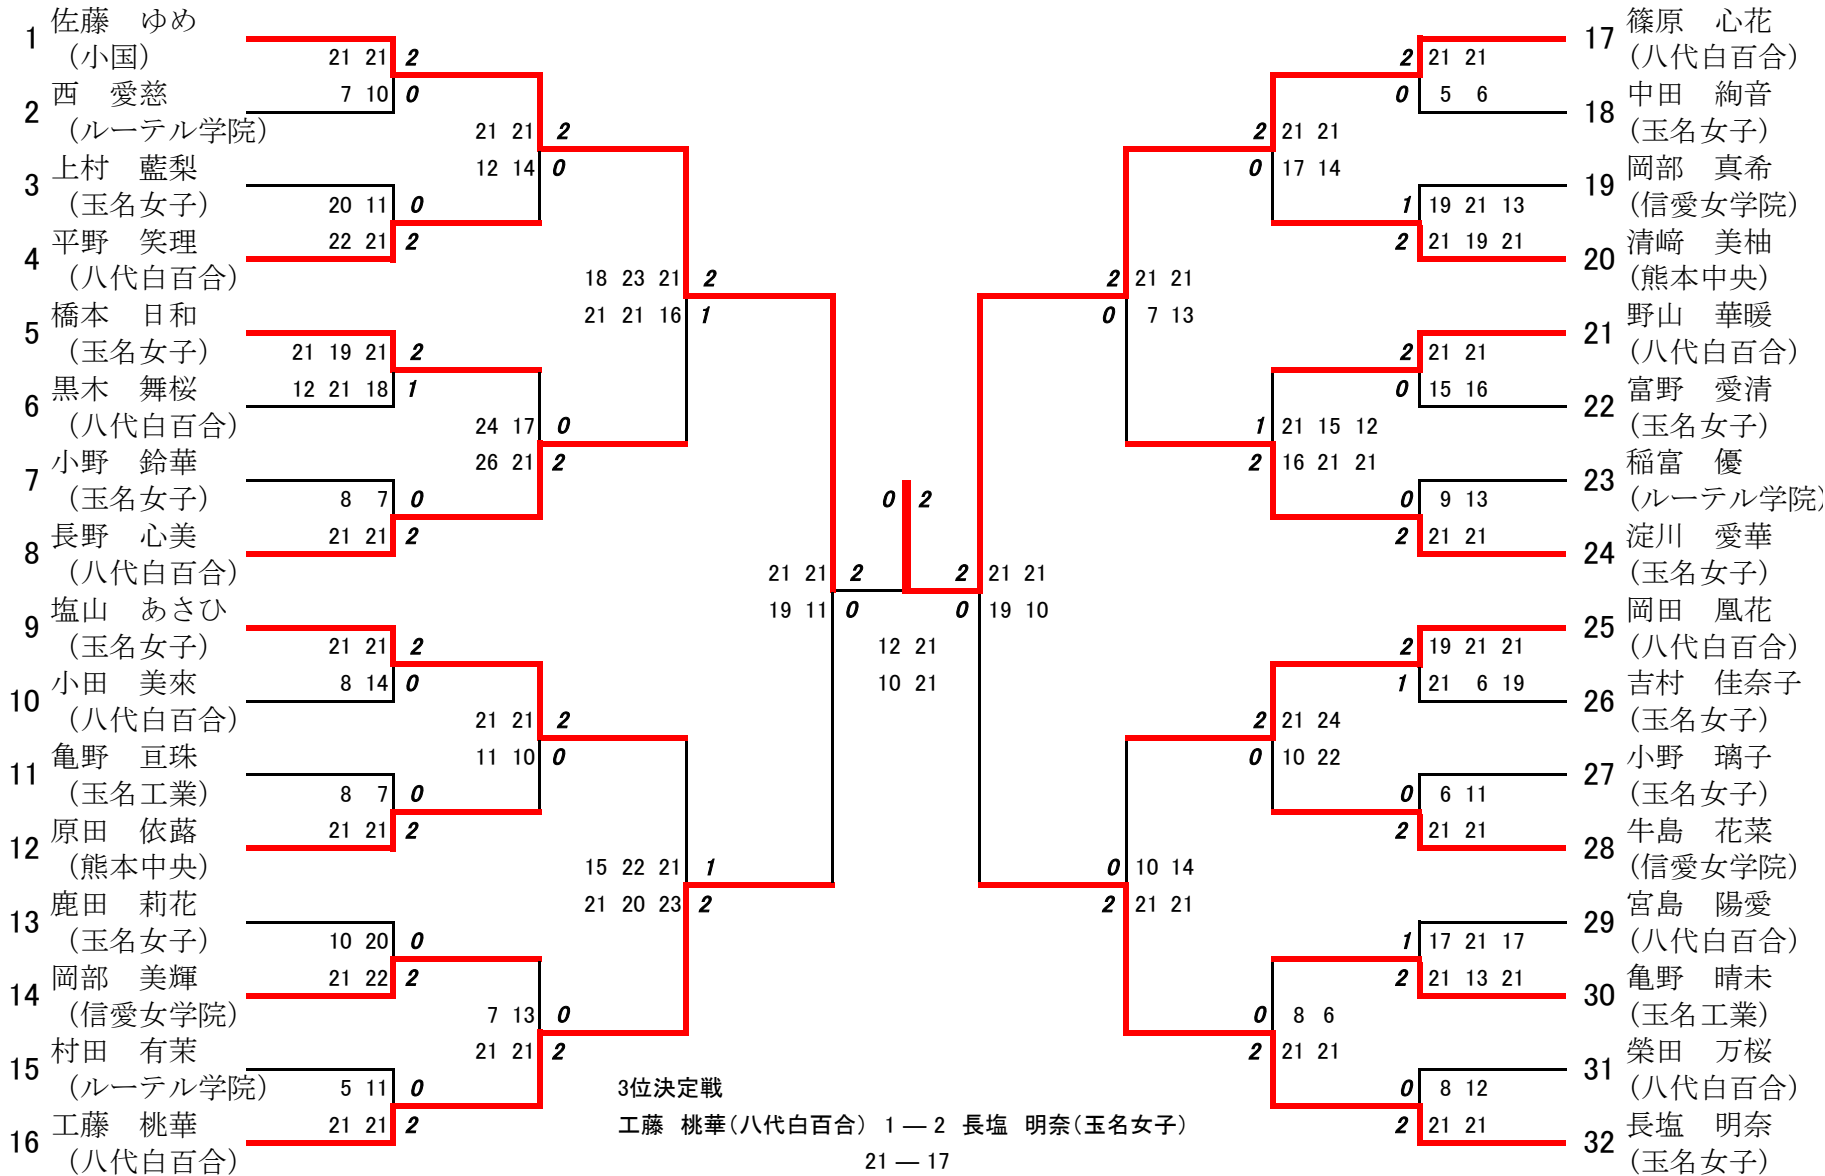 1 佐藤　ゆめ
(小国)
21 21 2
2 西　愛慈
7 10 0
(ルーテル学院)
21 21 2
12 14 0
3 上村　藍梨
(玉名女子)
20 11 0
4 平野　笑理
22 21 2
(八代白百合)
18 23 21 2
21 21 16 1
5 橋本　日和
(玉名女子)
21 19 21 2
6 黒木　舞桜
12 21 18 1
(八代白百合)
24 17 0
26 21 2
7 小野　鈴華
(玉名女子)
8 7 0
8 長野　心美
21 21 2
(八代白百合)
21 21 2
19 11 0
9 塩山　あさひ
(玉名女子)
21 21 2
10 小田　美來
8 14 0
(八代白百合)
21 21 2
11 10 0
11 亀野　亘珠
(玉名工業)
8 7 0
12 原田　依蕗
21 21 2
(熊本中央)
15 22 21 1
21 20 23 2
13 鹿田　莉花
(玉名女子)
10 20 0
14 岡部　美輝
21 22 2
(信愛女学院)
7 13 0
21 21 2
15 村田　有茉
(ルーテル学院)
5 11 0
16 工藤　桃華
21 21 2
(八代白百合)
0 2
12 21
10 21
17 篠原　心花
2 21 21
(八代白百合)
0 5 6
18 中田　絢音
(玉名女子)
2 21 21
0 17 14
19 岡部　真希
(信愛女学院)
1 19 21 13
20 清﨑　美柚
2 21 19 21
(熊本中央)
2 21 21
0 7 13
21 野山　華暖
2 21 21
(八代白百合)
0 15 16
22 富野　愛清
(玉名女子)
1 21 15 12
2 16 21 21
23 稲富　優
(ルーテル学院)
0 9 13
24 淀川　愛華
2 21 21
(玉名女子)
2 21 21
0 19 10
25 岡田　凰花
2 19 21 21
(八代白百合)
1 21 6 19
26 吉村　佳奈子
(玉名女子)
2 21 24
0 10 22
27 小野　璃子
(玉名女子)
0 6 11
28 牛島　花菜
2 21 21
(信愛女学院)
0 10 14
2 21 21
29 宮島　陽愛
(八代白百合)
1 17 21 17
30 亀野　晴未
2 21 13 21
(玉名工業)
0 8 6
2 21 21
31 榮田　万桜
(八代白百合)
0 8 12
32 長塩　明奈
2 21 21
(玉名女子)
3位決定戦
工藤　桃華(八代白百合)　1 ― 2　長塩　明奈(玉名女子)
21 ― 17